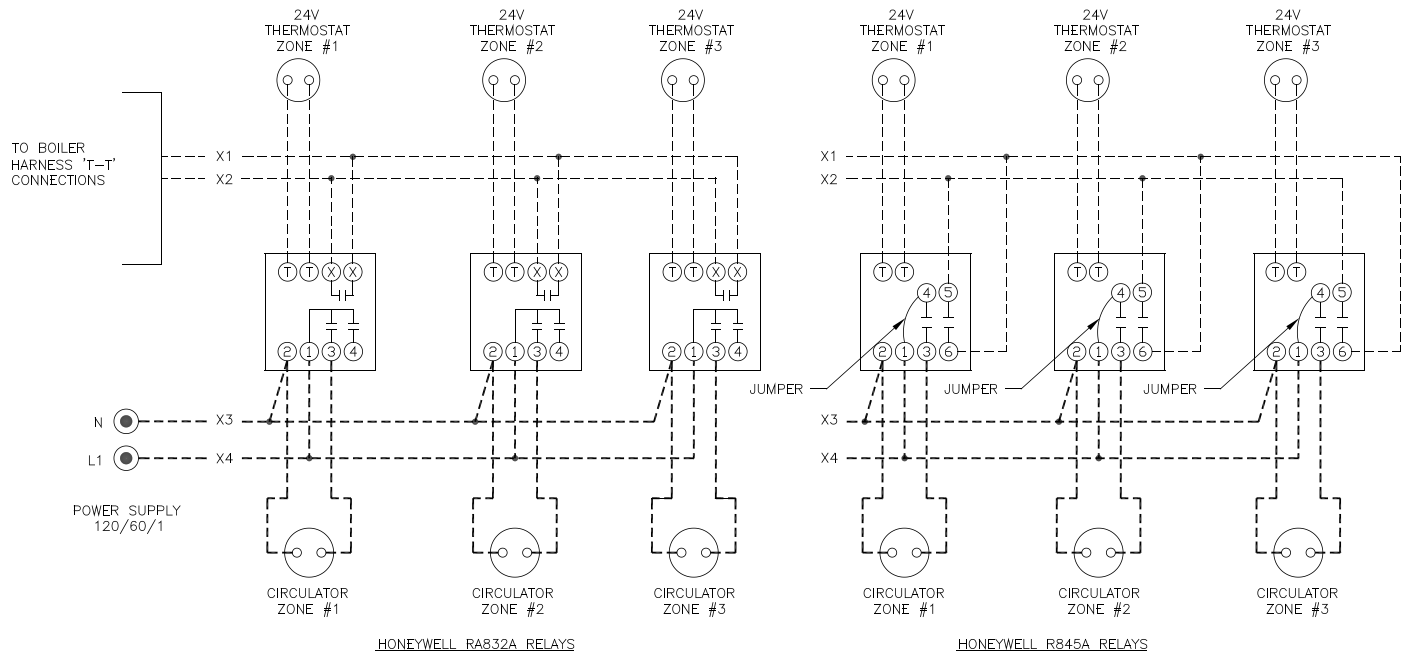 24V
THERMOSTAT
ZONE #1
24V
THERMOSTAT
ZONE #2
24V
THERMOSTAT
ZONE #3
24V
THERMOSTAT
ZONE #1
24V
THERMOSTAT
ZONE #2
24V
THERMOSTAT
ZONE #3
TO BOILER
HARNESS 'T-T'
CONNECTIONS
X1
X2
X1
X2
T T X X
T T X X
T T X X
T T
T T
T T
4 5
4 5
4 5
2 1 3 4
2 1 3 4
2 1 3 4
2 1 3 6
2 1 3 6
2 1 3 6
JUMPER
JUMPER
JUMPER
N
X3
X3
L1
X4
X4
POWER SUPPLY
120/60/1
CIRCULATOR
ZONE #1
CIRCULATOR
ZONE #2
CIRCULATOR
ZONE #3
CIRCULATOR
ZONE #1
CIRCULATOR
ZONE #2
CIRCULATOR
ZONE #3
HONEYWELL RA832A RELAYS
HONEYWELL R845A RELAYS